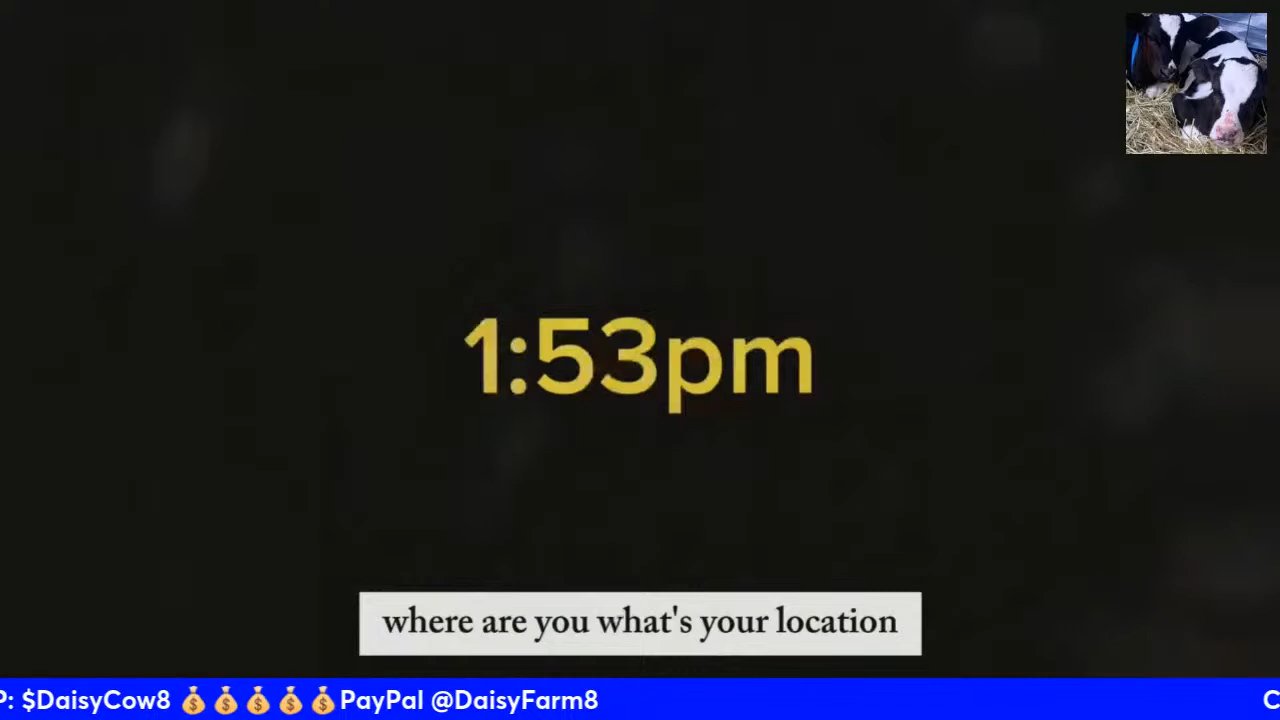 1:53pm
where are you what's your location
P: $DaisyCow8 💰💰💰💰💰PayPal @DaisyFarm8
C